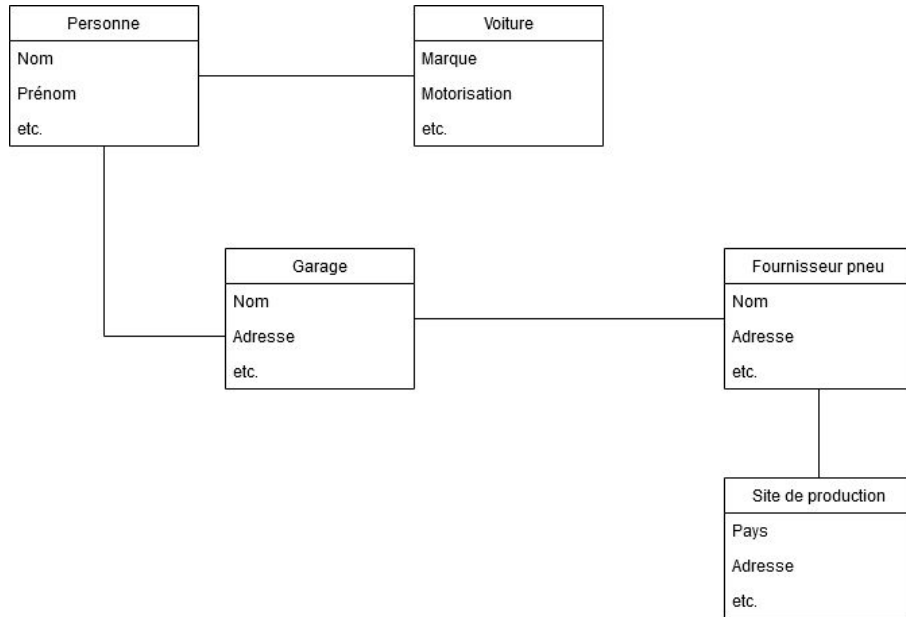 Personne
Nom
Prénom
etc.
Voiture
Marque
Motorisation
etc.
Garage
Nom
Adresse
etc.
Fournisseur pneu
Nom
Adresse
etc.
Site de production
Pays
Adresse
etc.